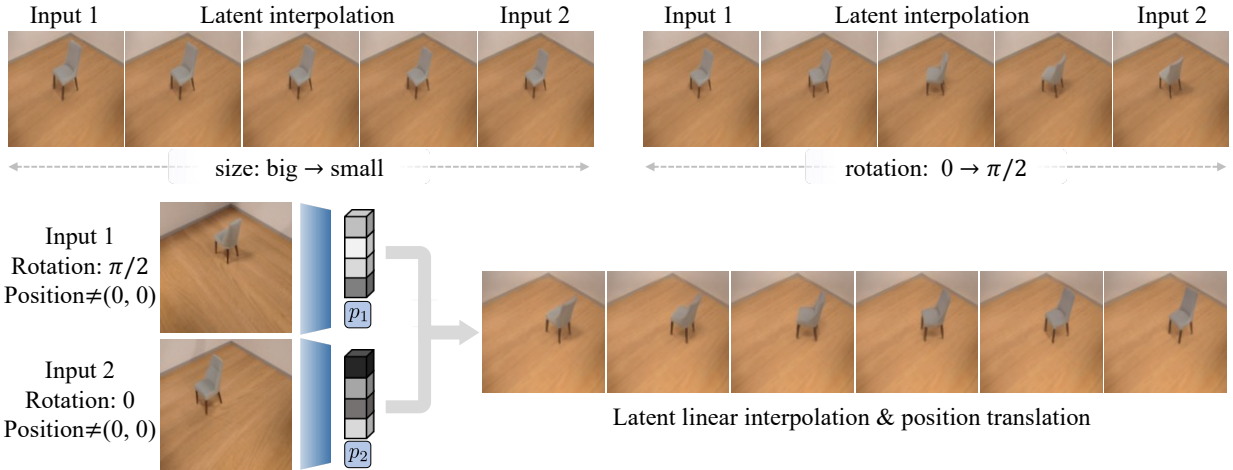 Input 1 Latent interpolation Input 2
Input 1 Latent interpolation Input 2
size: big → small
rotation: 0 → π/2
Input 1
Rotation: π/2
Position≠(0, 0)
p₁
Input 2
Rotation: 0
Position≠(0, 0)
p₂
Latent linear interpolation & position translation